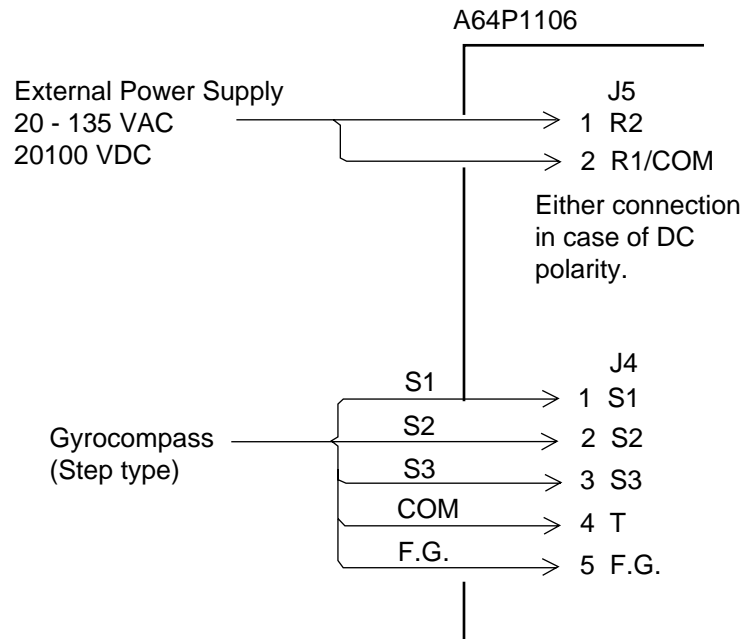 A64P1106
External Power Supply
20 - 135 VAC
20100 VDC
J5
1 R2
2 R1/COM
Either connection
in case of DC
polarity.
J4
Gyrocompass
(Step type)
S1
1 S1
S2
2 S2
S3
3 S3
COM
4 T
F.G.
5 F.G.